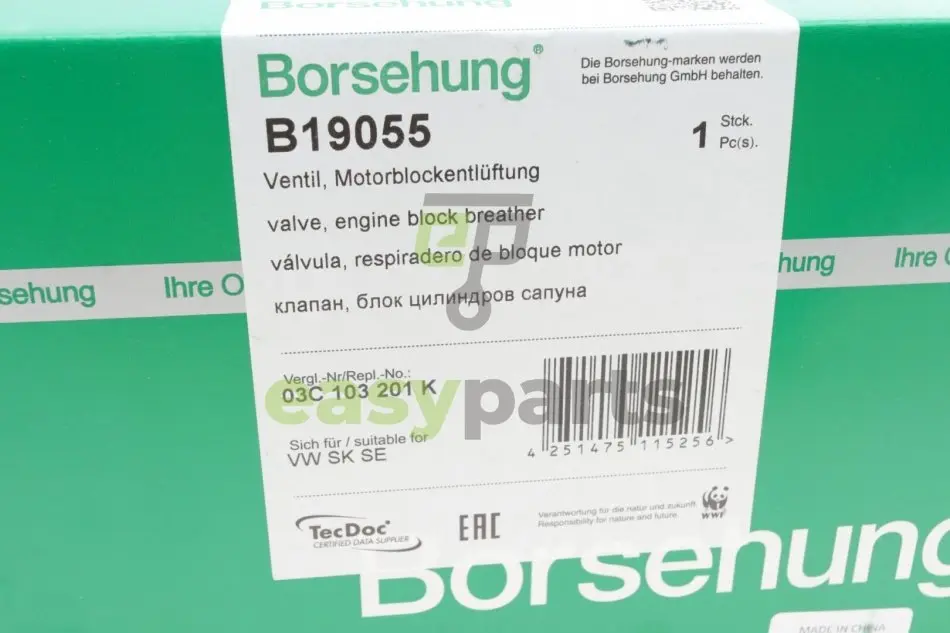 Borsehung
Borsehung®
Die Borsehung-marken werden
bei Borsehung GmbH behalten.
B19055
1 Stck.
Pc(s).
Ventil, Motorblockentlüftung
valve, engine block breather
válvula, respiradero de bloque motor
клапан, блок цилиндров сапуна
sehung
Ihre O
hung
Ihre
Vergl.-Nr/Repl.-No.:
03C 103 201 K
easyparts
Sich für / suitable for
VW SK SE
4 251475 115256 >
TecDoc®
CERTIFIED DATA SUPPLIER
EAC
Verantwortung für die natur und zukunft.
Responsibility for nature and future.
WWF
Borsehung
MADE IN CHINA